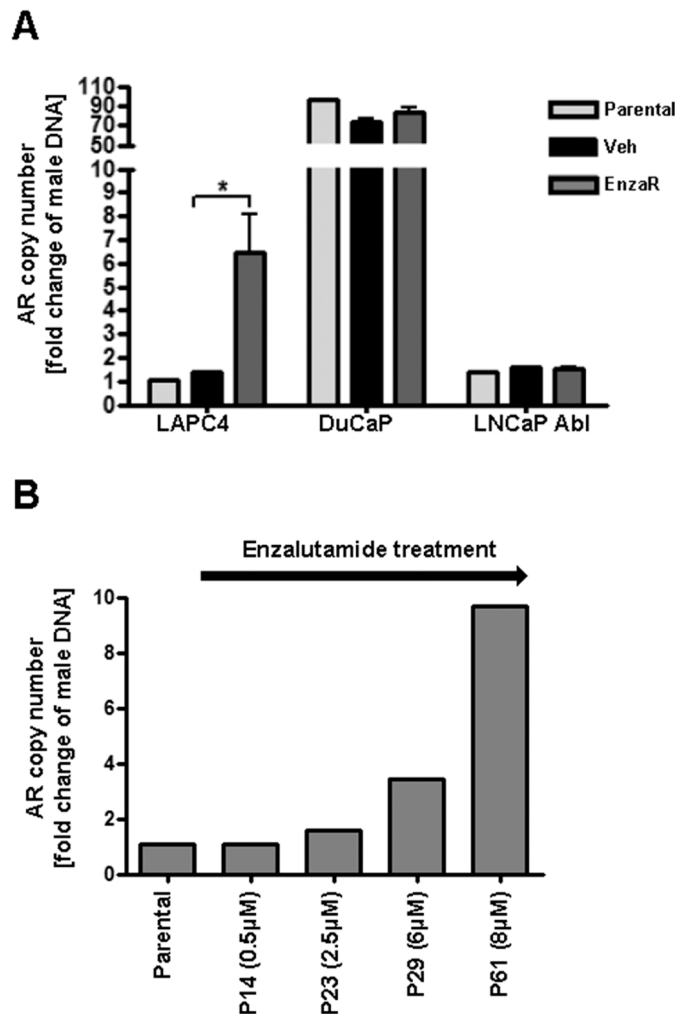 A
AR copy number
[fold change of male DNA]
110
90
70
50
10
9
8
7
6
5
4
3
2
1
0
*
Parental
Veh
EnzaR
LAPC4
DuCaP
LNCaP Abl
B
Enzalutamide treatment
AR copy number
[fold change of male DNA]
10
8
6
4
2
0
Parental
P14 (0.5µM)
P23 (2.5µM)
P29 (6µM)
P61 (8µM)